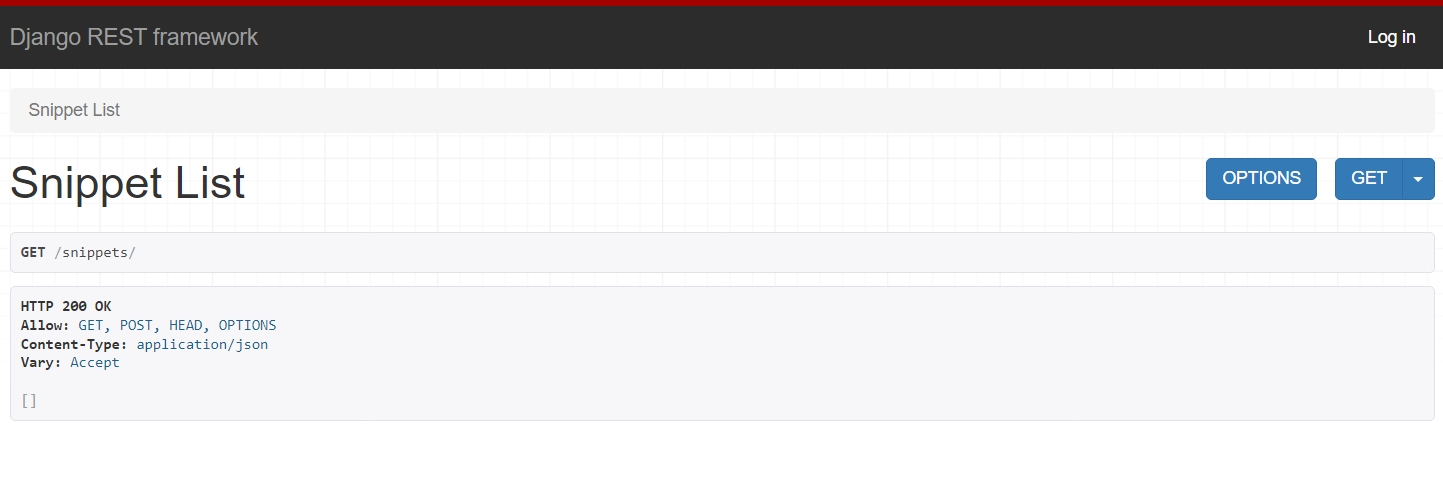 Django REST framework
Log in
Snippet List
Snippet List
OPTIONS
GET
GET /snippets/
HTTP 200 OK
Allow: GET, POST, HEAD, OPTIONS
Content-Type: application/json
Vary: Accept
[]